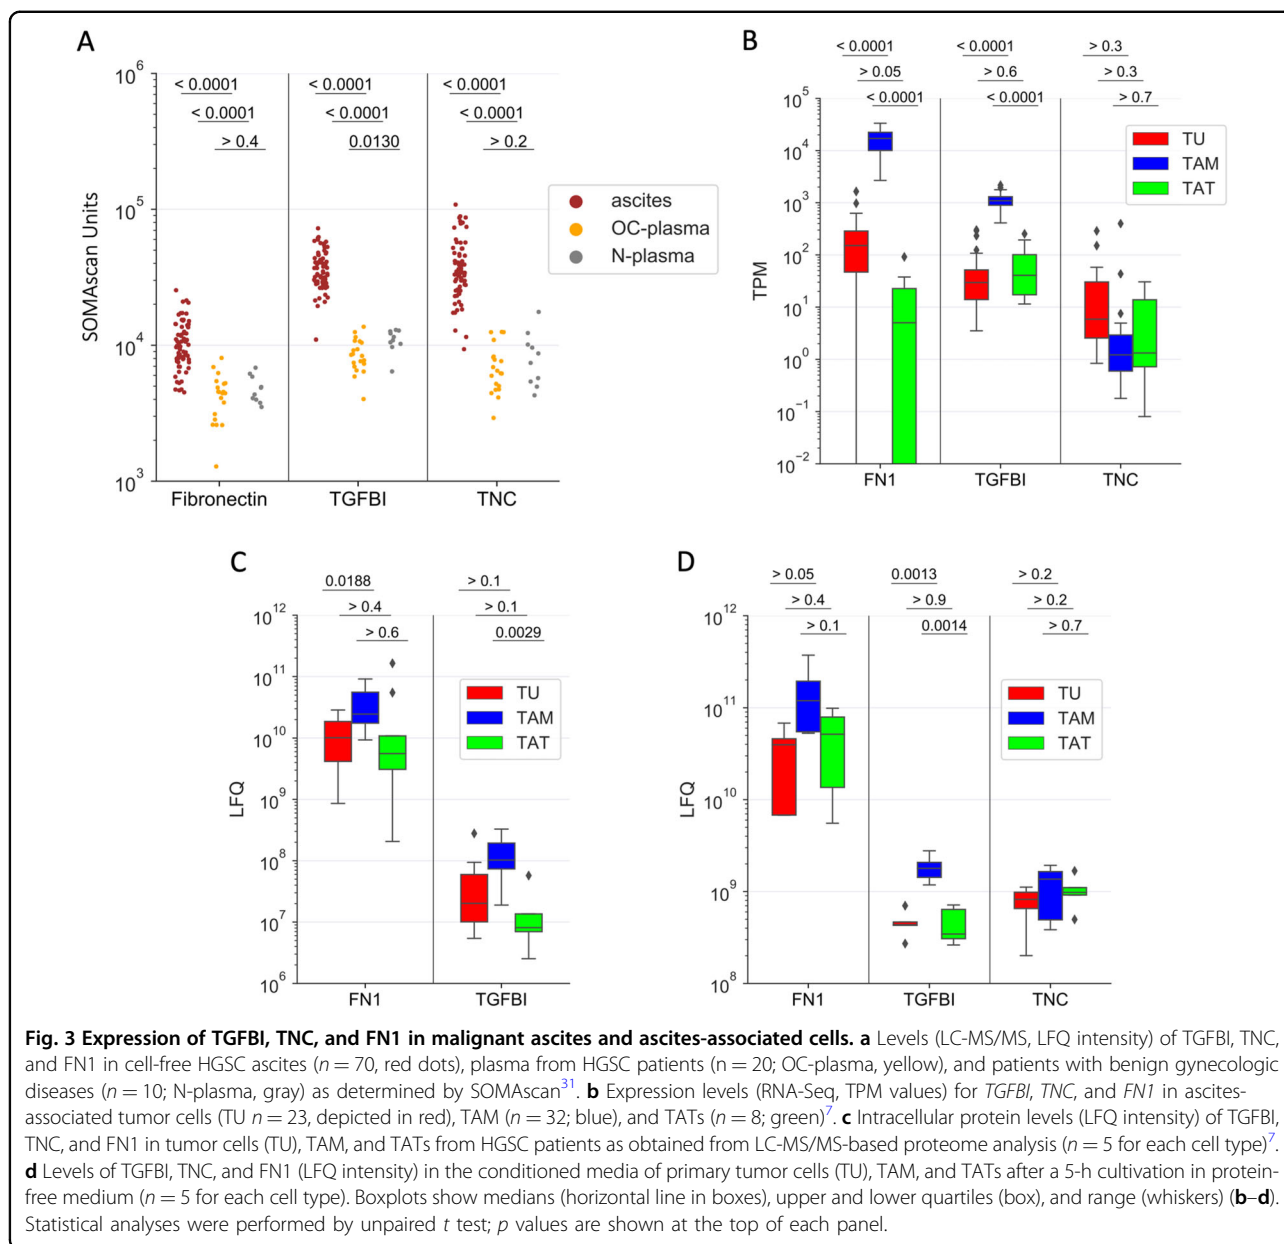 A
< 0.0001 < 0.0001 < 0.0001
< 0.0001 < 0.0001 < 0.0001
> 0.4 0.0130 > 0.2
SOMAscan Units
10^6
10^5
10^4
10^3
ascites
OC-plasma
N-plasma
Fibronectin TGFBI TNC
B
< 0.0001 < 0.0001 > 0.3
> 0.05 > 0.6 > 0.3
< 0.0001 < 0.0001 > 0.7
TPM
10^5
10^4
10^3
10^2
10^1
10^0
10^-1
10^-2
TU
TAM
TAT
FN1 TGFBI TNC
C
0.0188 > 0.1
> 0.4 > 0.1
> 0.6 0.0029
LFQ
10^12
10^11
10^10
10^9
10^8
10^7
10^6
TU
TAM
TAT
FN1 TGFBI
D
> 0.05 0.0013 > 0.2
> 0.4 > 0.9 > 0.2
> 0.1 0.0014 > 0.7
LFQ
10^12
10^11
10^10
10^9
10^8
TU
TAM
TAT
FN1 TGFBI TNC
Fig. 3 Expression of TGFBI, TNC, and FN1 in malignant ascites and ascites-associated cells. a Levels (LC-MS/MS, LFQ intensity) of TGFBI, TNC,
and FN1 in cell-free HGSC ascites (n = 70, red dots), plasma from HGSC patients (n = 20; OC-plasma, yellow), and patients with benign gynecologic
diseases (n = 10; N-plasma, gray) as determined by SOMAscan31. b Expression levels (RNA-Seq, TPM values) for TGFBI, TNC, and FN1 in ascites-
associated tumor cells (TU n = 23, depicted in red), TAM (n = 32; blue), and TATs (n = 8; green)7. c Intracellular protein levels (LFQ intensity) of TGFBI,
TNC, and FN1 in tumor cells (TU), TAM, and TATs from HGSC patients as obtained from LC-MS/MS-based proteome analysis (n = 5 for each cell type)7.
d Levels of TGFBI, TNC, and FN1 (LFQ intensity) in the conditioned media of primary tumor cells (TU), TAM, and TATs after a 5-h cultivation in protein-
free medium (n = 5 for each cell type). Boxplots show medians (horizontal line in boxes), upper and lower quartiles (box), and range (whiskers) (b–d).
Statistical analyses were performed by unpaired t test; p values are shown at the top of each panel.